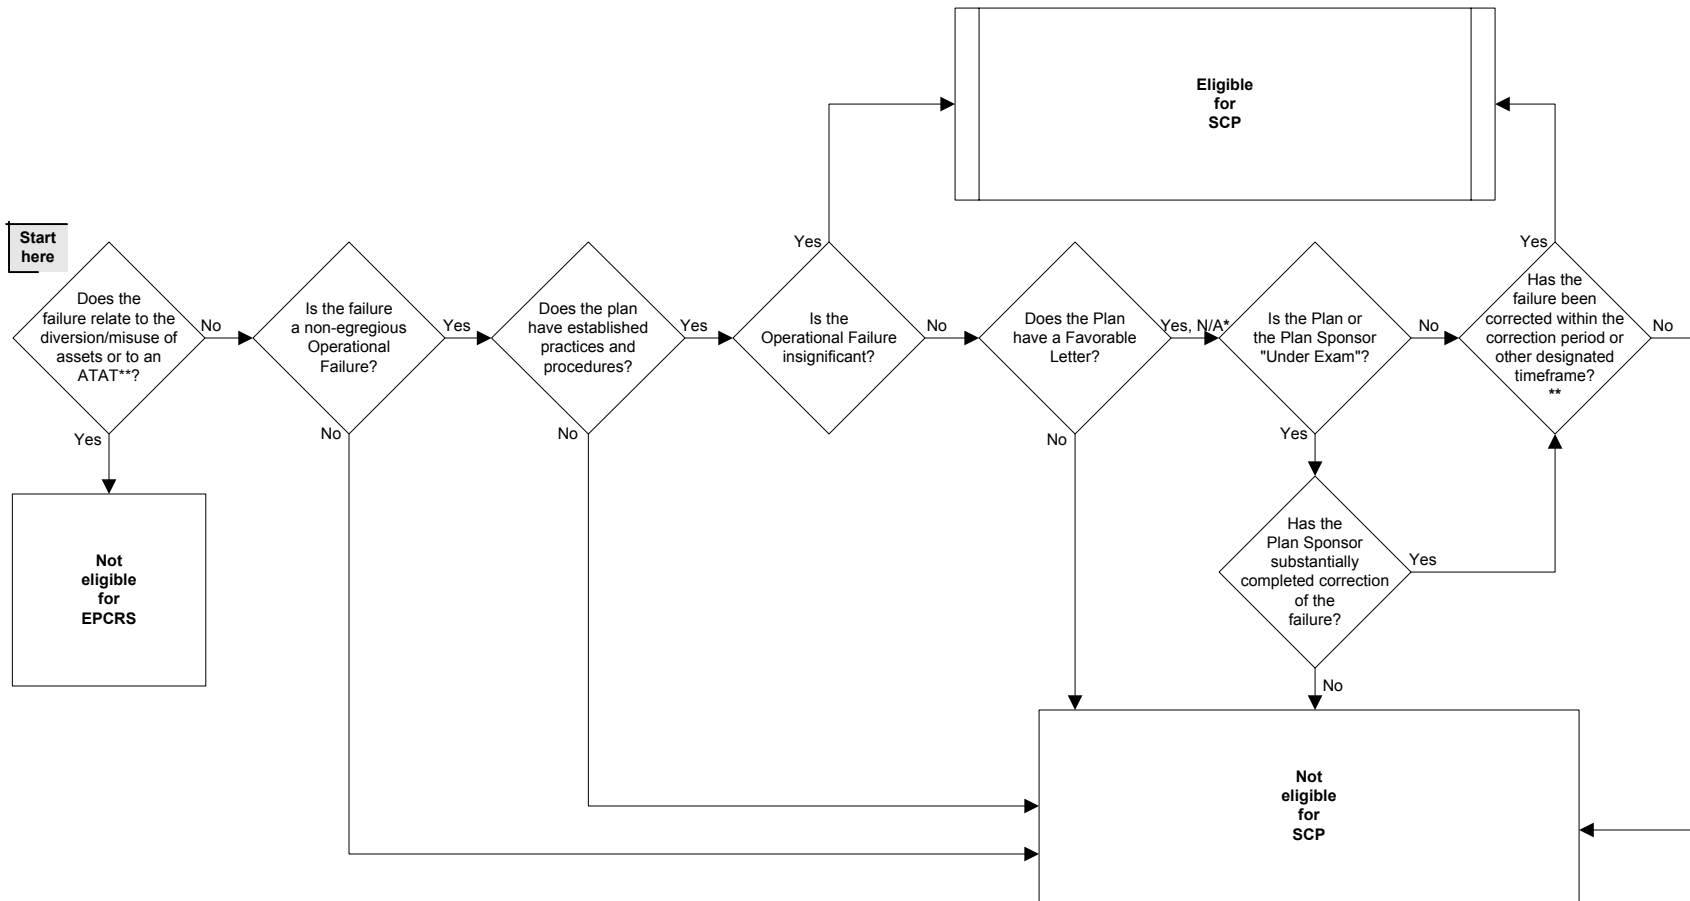 Eligible
for
SCP
Start
here
Does the
failure relate to the
diversion/misuse of
assets or to an
ATAT**?
No
Yes
Is the failure
a non-egregious
Operational
Failure?
Yes
No
Does the plan
have established
practices and
procedures?
Yes
No
Yes
Is the
Operational Failure
insignificant?
No
Does the Plan
have a Favorable
Letter?
Yes, N/A*
No
Is the Plan or
the Plan Sponsor
"Under Exam"?
No
Yes
Yes
Has the
failure been
corrected within the
correction period or
other designated
timeframe?
**
No
Has the
Plan Sponsor
substantially
completed correction
of the
failure?
Yes
No
Not
eligible
for
EPCRS
Not
eligible
for
SCP